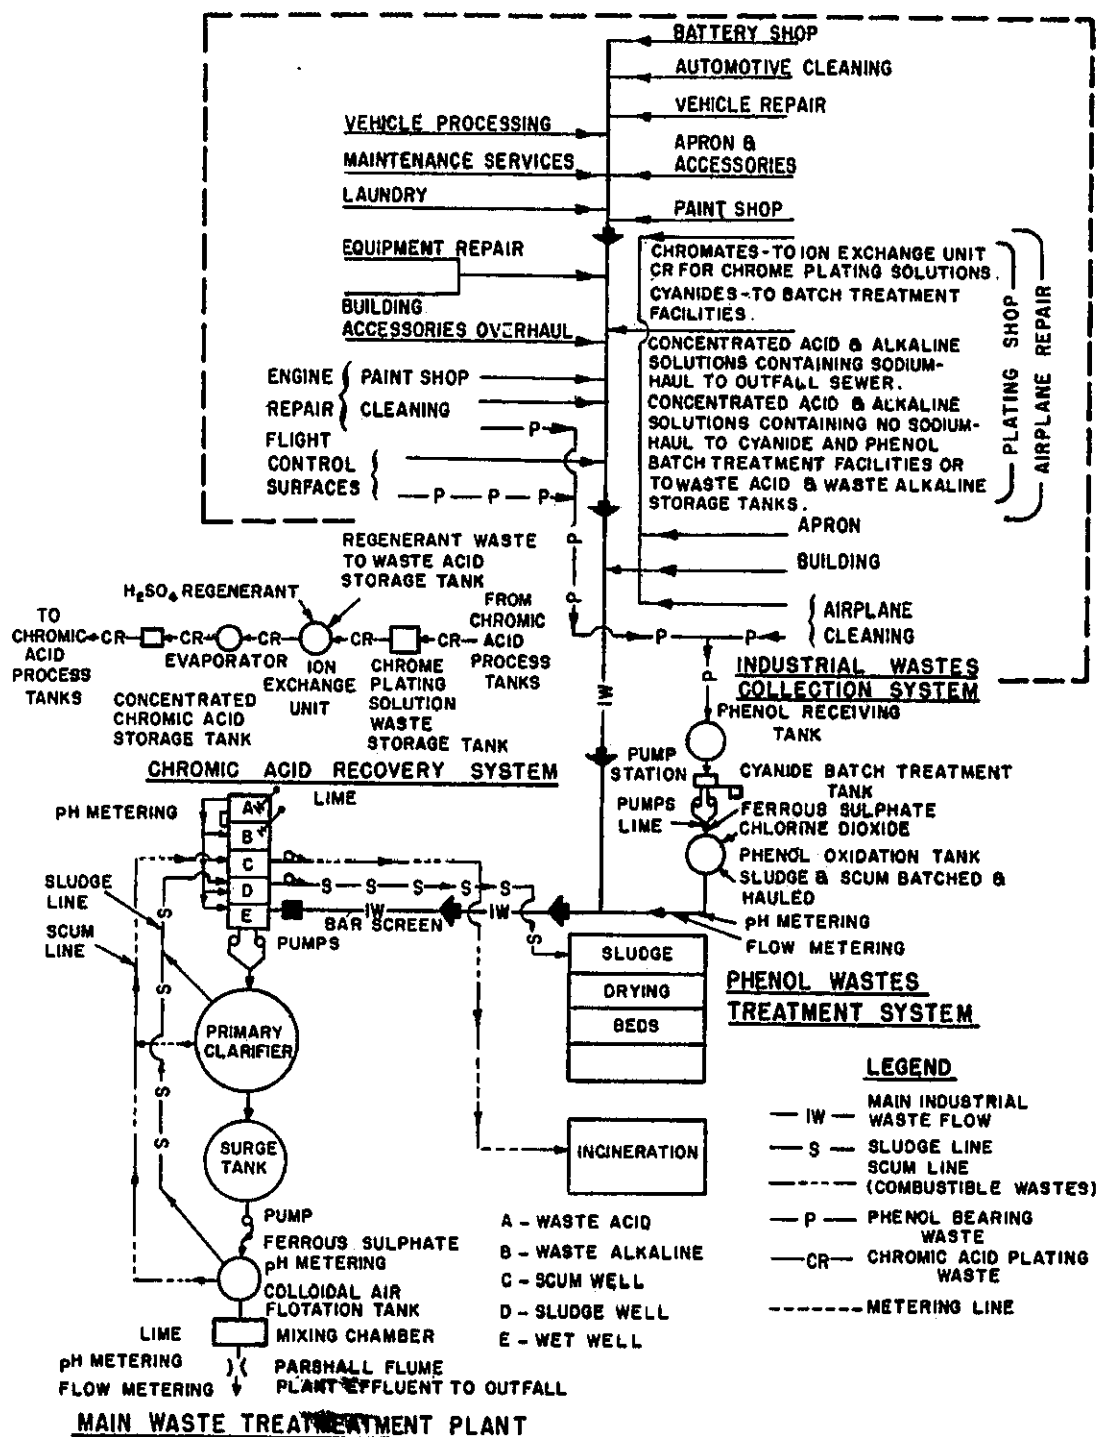 BATTERY SHOP
AUTOMOTIVE CLEANING
VEHICLE REPAIR
VEHICLE PROCESSING
APRON &
ACCESSORIES
MAINTENANCE SERVICES
LAUNDRY
PAINT SHOP
EQUIPMENT REPAIR
BUILDING
ACCESSORIES OVERHAUL
CHROMATES-TO ION EXCHANGE UNIT
CR FOR CHROME PLATING SOLUTIONS.
CYANIDES-TO BATCH TREATMENT
FACILITIES.
CONCENTRATED ACID & ALKALINE
SOLUTIONS CONTAINING SODIUM-
HAUL TO OUTFALL SEWER.
CONCENTRATED ACID & ALKALINE
SOLUTIONS CONTAINING NO SODIUM-
HAUL TO CYANIDE AND PHENOL
BATCH TREATMENT FACILITIES OR
TO WASTE ACID & WASTE ALKALINE
STORAGE TANKS.
PLATING SHOP
AIRPLANE REPAIR
ENGINE
REPAIR
PAINT SHOP
CLEANING
P
FLIGHT
CONTROL
SURFACES
P P P
P
P
APRON
BUILDING
AIRPLANE
CLEANING
P P
P
IW
INDUSTRIAL WASTES
COLLECTION SYSTEM
REGENERANT WASTE
TO WASTE ACID
STORAGE TANK
H2SO4 REGENERANT
TO
CHROMIC
ACID
PROCESS
TANKS
CR CR CR CR CR
FROM
CHROMIC
ACID
PROCESS
TANKS
EVAPORATOR
ION
EXCHANGE
UNIT
CHROME
PLATING
SOLUTION
WASTE
STORAGE TANK
CONCENTRATED
CHROMIC ACID
STORAGE TANK
CHROMIC ACID RECOVERY SYSTEM
PHENOL RECEIVING
TANK
PUMP
STATION
CYANIDE BATCH TREATMENT
TANK
PUMPS
LIME
FERROUS SULPHATE
CHLORINE DIOXIDE
PHENOL OXIDATION TANK
SLUDGE & SCUM BATCHED &
HAULED
pH METERING
FLOW METERING
PHENOL WASTES
TREATMENT SYSTEM
pH METERING
LIME
A
B
C
D
E
S S S S S
S
IW IW
BAR SCREEN
SLUDGE
LINE
SCUM
LINE
S
S
S
S
PUMPS
PRIMARY
CLARIFIER
SURGE
TANK
PUMP
FERROUS SULPHATE
pH METERING
COLLOIDAL AIR
FLOTATION TANK
LIME
MIXING CHAMBER
pH METERING
PARSHALL FLUME
FLOW METERING
PLANT EFFLUENT TO OUTFALL
MAIN WASTE TREATMEATMENT PLANT
SLUDGE
DRYING
BEDS
INCINERATION
A - WASTE ACID
B - WASTE ALKALINE
C - SCUM WELL
D - SLUDGE WELL
E - WET WELL
LEGEND
IW MAIN INDUSTRIAL
WASTE FLOW
S SLUDGE LINE
SCUM LINE
(COMBUSTIBLE WASTES)
P PHENOL BEARING
WASTE
CR CHROMIC ACID PLATING
WASTE
METERING LINE